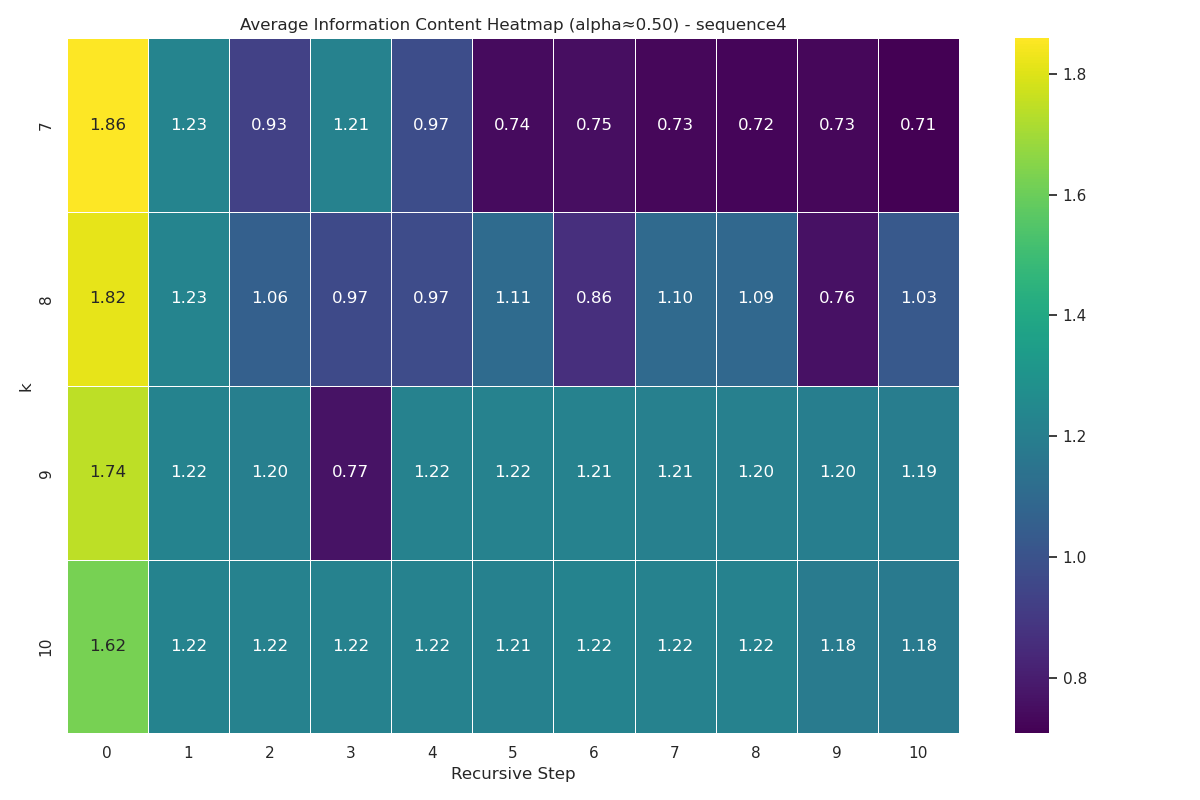 Average Information Content Heatmap (alpha≈0.50) - sequence4
7 1.86 1.23 0.93 1.21 0.97 0.74 0.75 0.73 0.72 0.73 0.71
8 1.82 1.23 1.06 0.97 0.97 1.11 0.86 1.10 1.09 0.76 1.03
k
9 1.74 1.22 1.20 0.77 1.22 1.22 1.21 1.21 1.20 1.20 1.19
10 1.62 1.22 1.22 1.22 1.22 1.21 1.22 1.22 1.22 1.18 1.18
0 1 2 3 4 5 6 7 8 9 10
Recursive Step
1.8
1.6
1.4
1.2
1.0
0.8